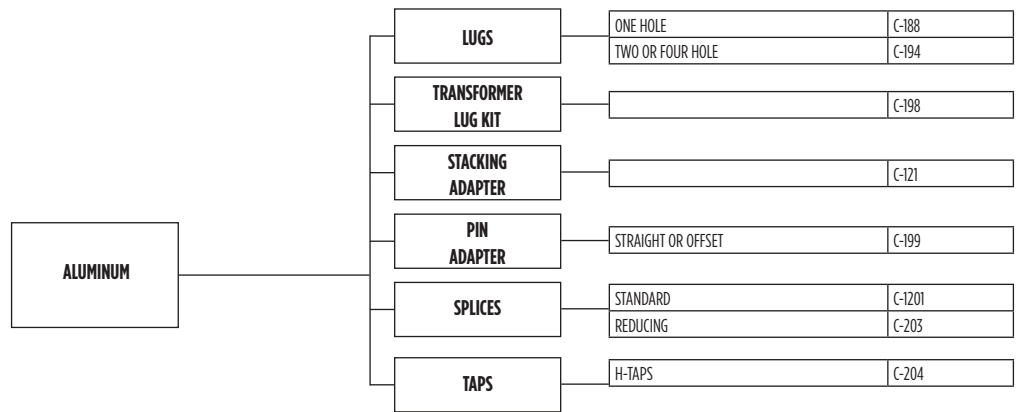 LUGS
ONE HOLE C-188
TWO OR FOUR HOLE C-194
TRANSFORMER
LUG KIT
C-198
STACKING
ADAPTER
C-121
PIN
ADAPTER
STRAIGHT OR OFFSET C-199
ALUMINUM
SPLICES
STANDARD C-1201
REDUCING C-203
TAPS
H-TAPS C-204